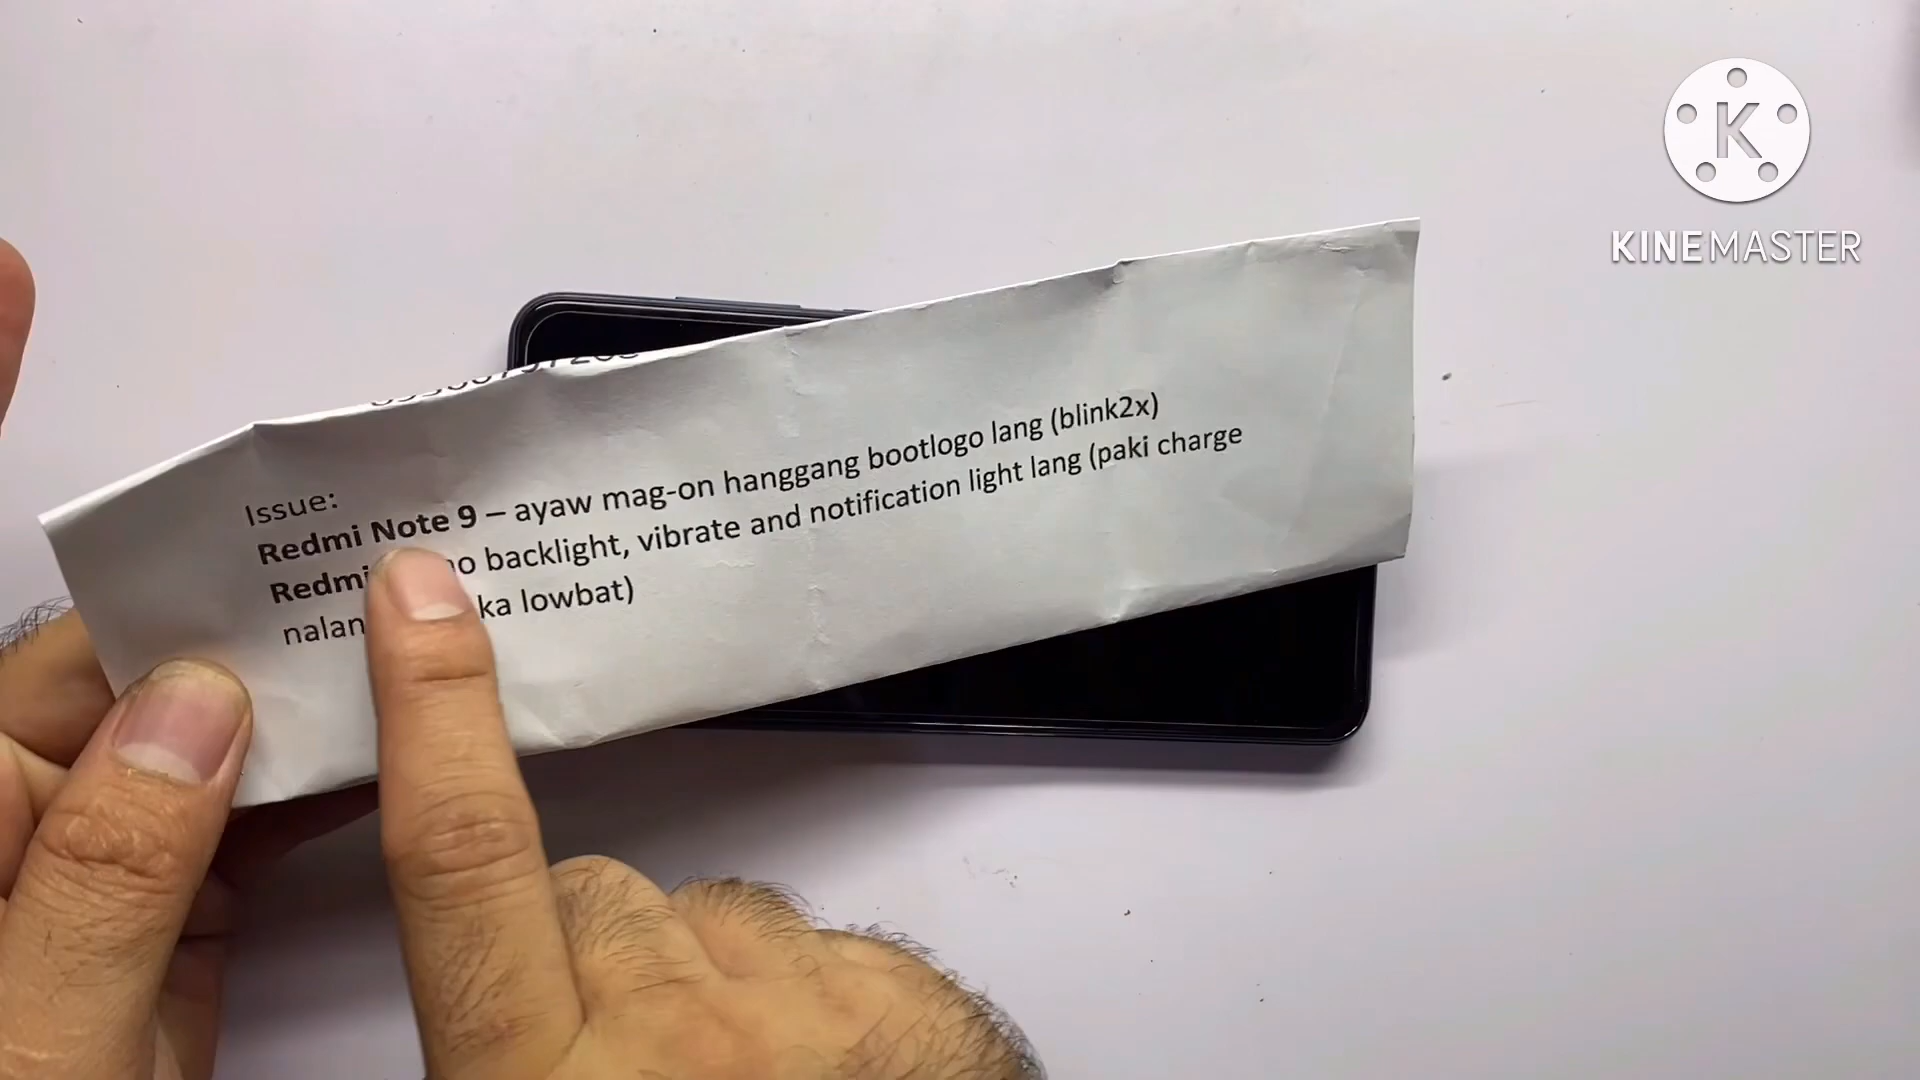 K
KINEMASTER
Issue:
Redmi Note 9 – ayaw mag-on hanggang bootlogo lang (blink2x)
Redmi no backlight, vibrate and notification light lang (paki charge
nalan ka lowbat)